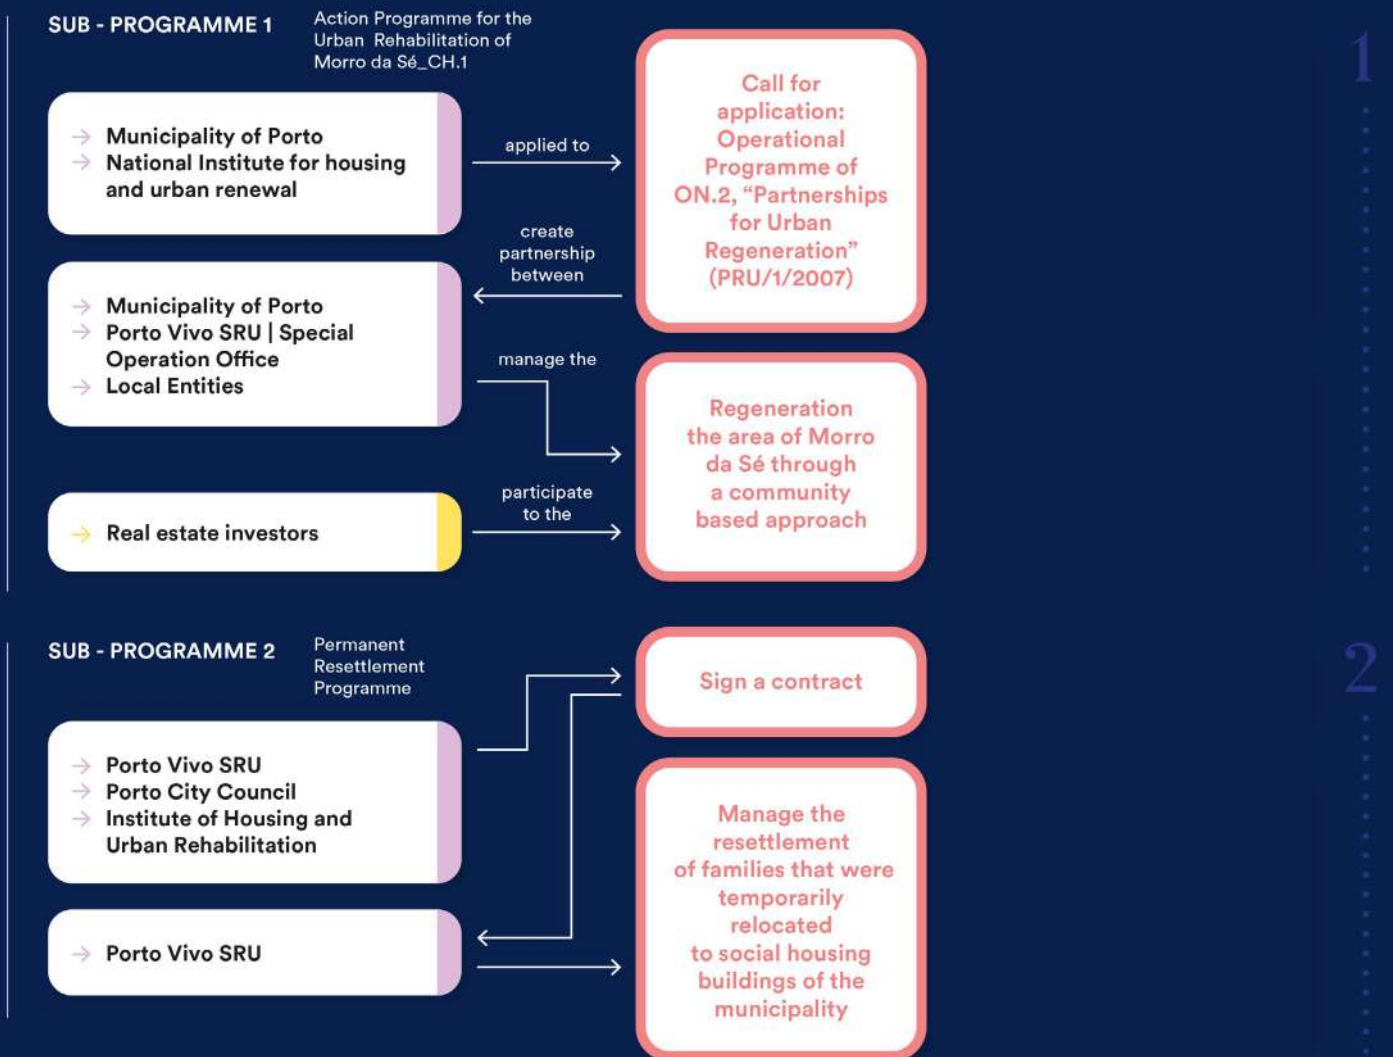 SUB - PROGRAMME 1
Action Programme for the
Urban Rehabilitation of
Morro da Sé_CH.1
1
→ Municipality of Porto
→ National Institute for housing
and urban renewal
applied to
Call for
application:
Operational
Programme of
ON.2, “Partnerships
for Urban
Regeneration”
(PRU/1/2007)
create
partnership
between
→ Municipality of Porto
→ Porto Vivo SRU | Special
Operation Office
→ Local Entities
manage the
Regeneration
the area of Morro
da Sé through
a community
based approach
→ Real estate investors
participate
to the
SUB - PROGRAMME 2
Permanent
Resettlement
Programme
2
Sign a contract
→ Porto Vivo SRU
→ Porto City Council
→ Institute of Housing and
Urban Rehabilitation
→ Porto Vivo SRU
Manage the
resettlement
of families that were
temporarily
relocated
to social housing
buildings of the
municipality